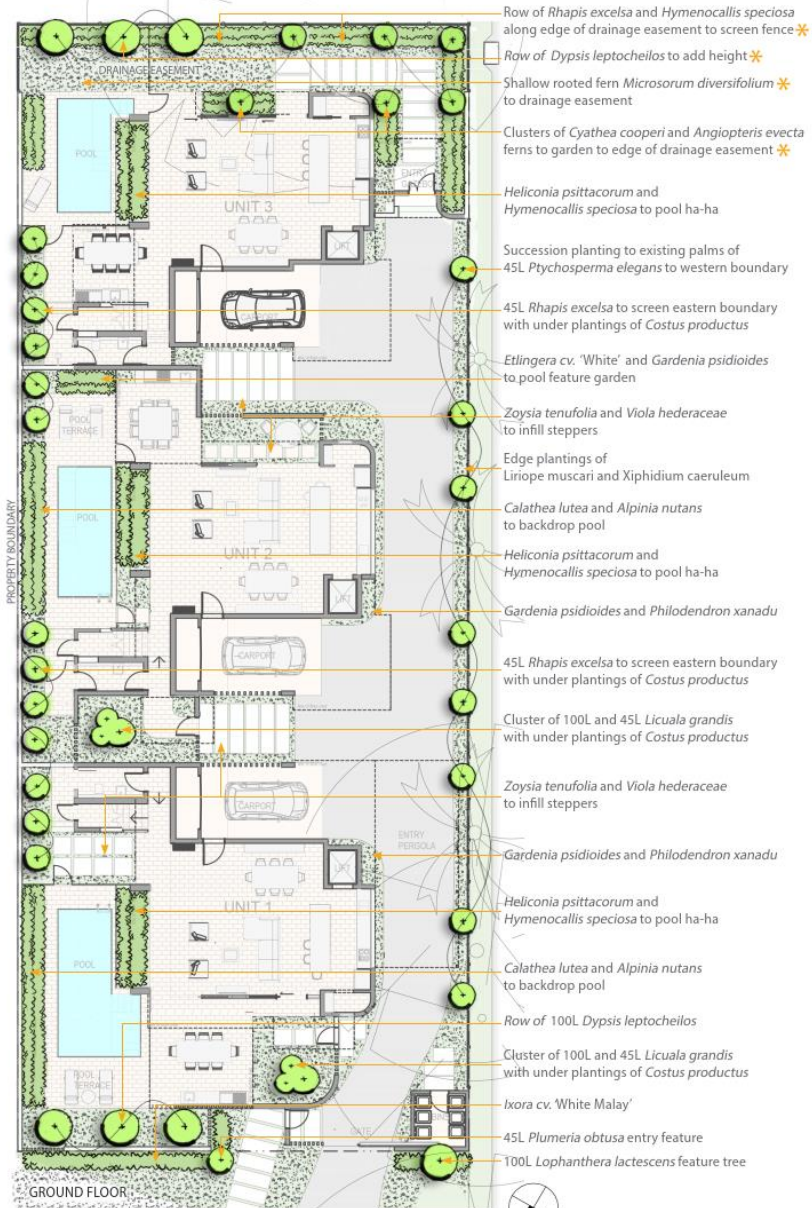 Row of Rhapis excelsa and Hymenocallis speciosa
along edge of drainage easement to screen fence *
Row of Dypsis leptocheilos to add height *
DRAINAGE EASEMENT
Shallow rooted fern Microsorum diversifolium *
to drainage easement
Clusters of Cyathea cooperi and Angiopteris evecta
ferns to garden to edge of drainage easement *
POOL
ENTRY
UNIT 3
Heliconia psittacorum and
Hymenocallis speciosa to pool ha-ha
LIFT
Succession planting to existing palms of
45L Ptychosperma elegans to western boundary
CARPORT
45L Rhapis excelsa to screen eastern boundary
with under plantings of Costus productus
Etlingera cv. 'White' and Gardenia psidioides
to pool feature garden
POOL
TERRACE
Zoysia tenufolia and Viola hederaceae
to infill steppers
Edge plantings of
Liriope muscari and Xiphidium caeruleum
PROPERTY BOUNDARY
POOL
Calathea lutea and Alpinia nutans
to backdrop pool
UNIT 2
Heliconia psittacorum and
Hymenocallis speciosa to pool ha-ha
LIFT
Gardenia psidioides and Philodendron xanadu
CARPORT
45L Rhapis excelsa to screen eastern boundary
with under plantings of Costus productus
Cluster of 100L and 45L Licuala grandis
with under plantings of Costus productus
Zoysia tenufolia and Viola hederaceae
to infill steppers
CARPORT
ENTRY
PERGOLA
Gardenia psidioides and Philodendron xanadu
LIFT
UNIT 1
Heliconia psittacorum and
Hymenocallis speciosa to pool ha-ha
POOL
Calathea lutea and Alpinia nutans
to backdrop pool
Row of 100L Dypsis leptocheilos
POOL
TERRACE
Cluster of 100L and 45L Licuala grandis
with under plantings of Costus productus
Ixora cv. 'White Malay'
GATE
BINS
45L Plumeria obtusa entry feature
100L Lophanthera lactescens feature tree
GROUND FLOOR